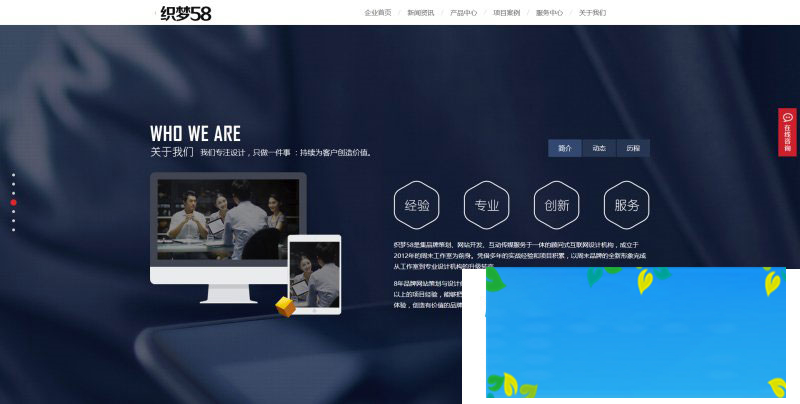 织梦58
企业首页 / 新闻资讯 / 产品中心 / 项目案例 / 服务中心 / 关于我们
WHO WE ARE
关于我们 我们专注设计，只做一件事：持续为客户创造价值。
简介 动态 历程
在线咨询
经验 专业 创新 服务
织梦58是集品牌策划、网站开发、互动传媒服务于一体的顾问式互联网设计机构，成立于
2012年的周末工作室为前身。凭借多年的实战经验和项目积累，以周末品牌的全新形象完成
从工作室到专业设计机构的升级转变
8年品牌网站策划与设计
以上的项目经验，能够把
体验，创造有价值的品牌